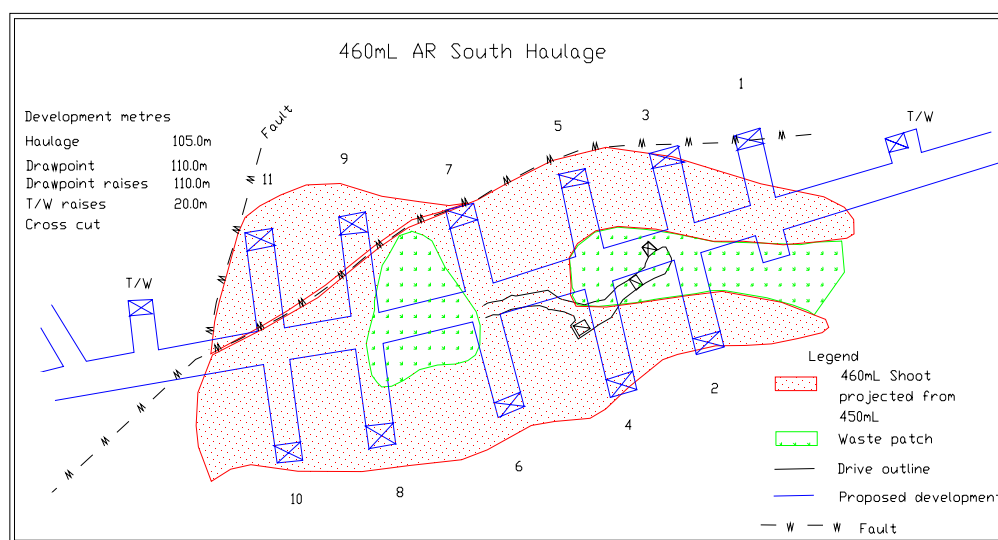 460mL AR South Haulage
Development metres
Haulage 105.0m
Drawpoint 110.0m
Drawpoint raises 110.0m
T/W raises 20.0m
Cross cut
Fault
1
3
5
7
9
11
T/W
T/W
2
4
6
8
10
Legend
460mL Shoot
projected from
450mL
Waste patch
Drive outline
Proposed development
Fault